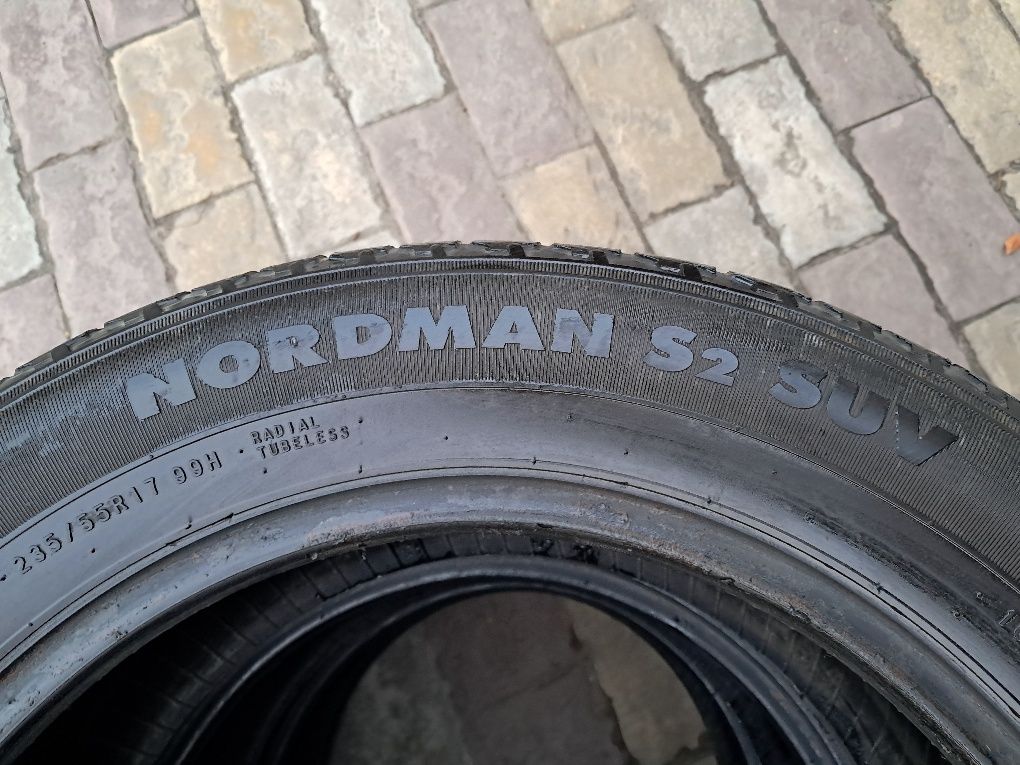 NORDMAN S2 SUV
235/55R17 99H · RADIAL
TUBELESS